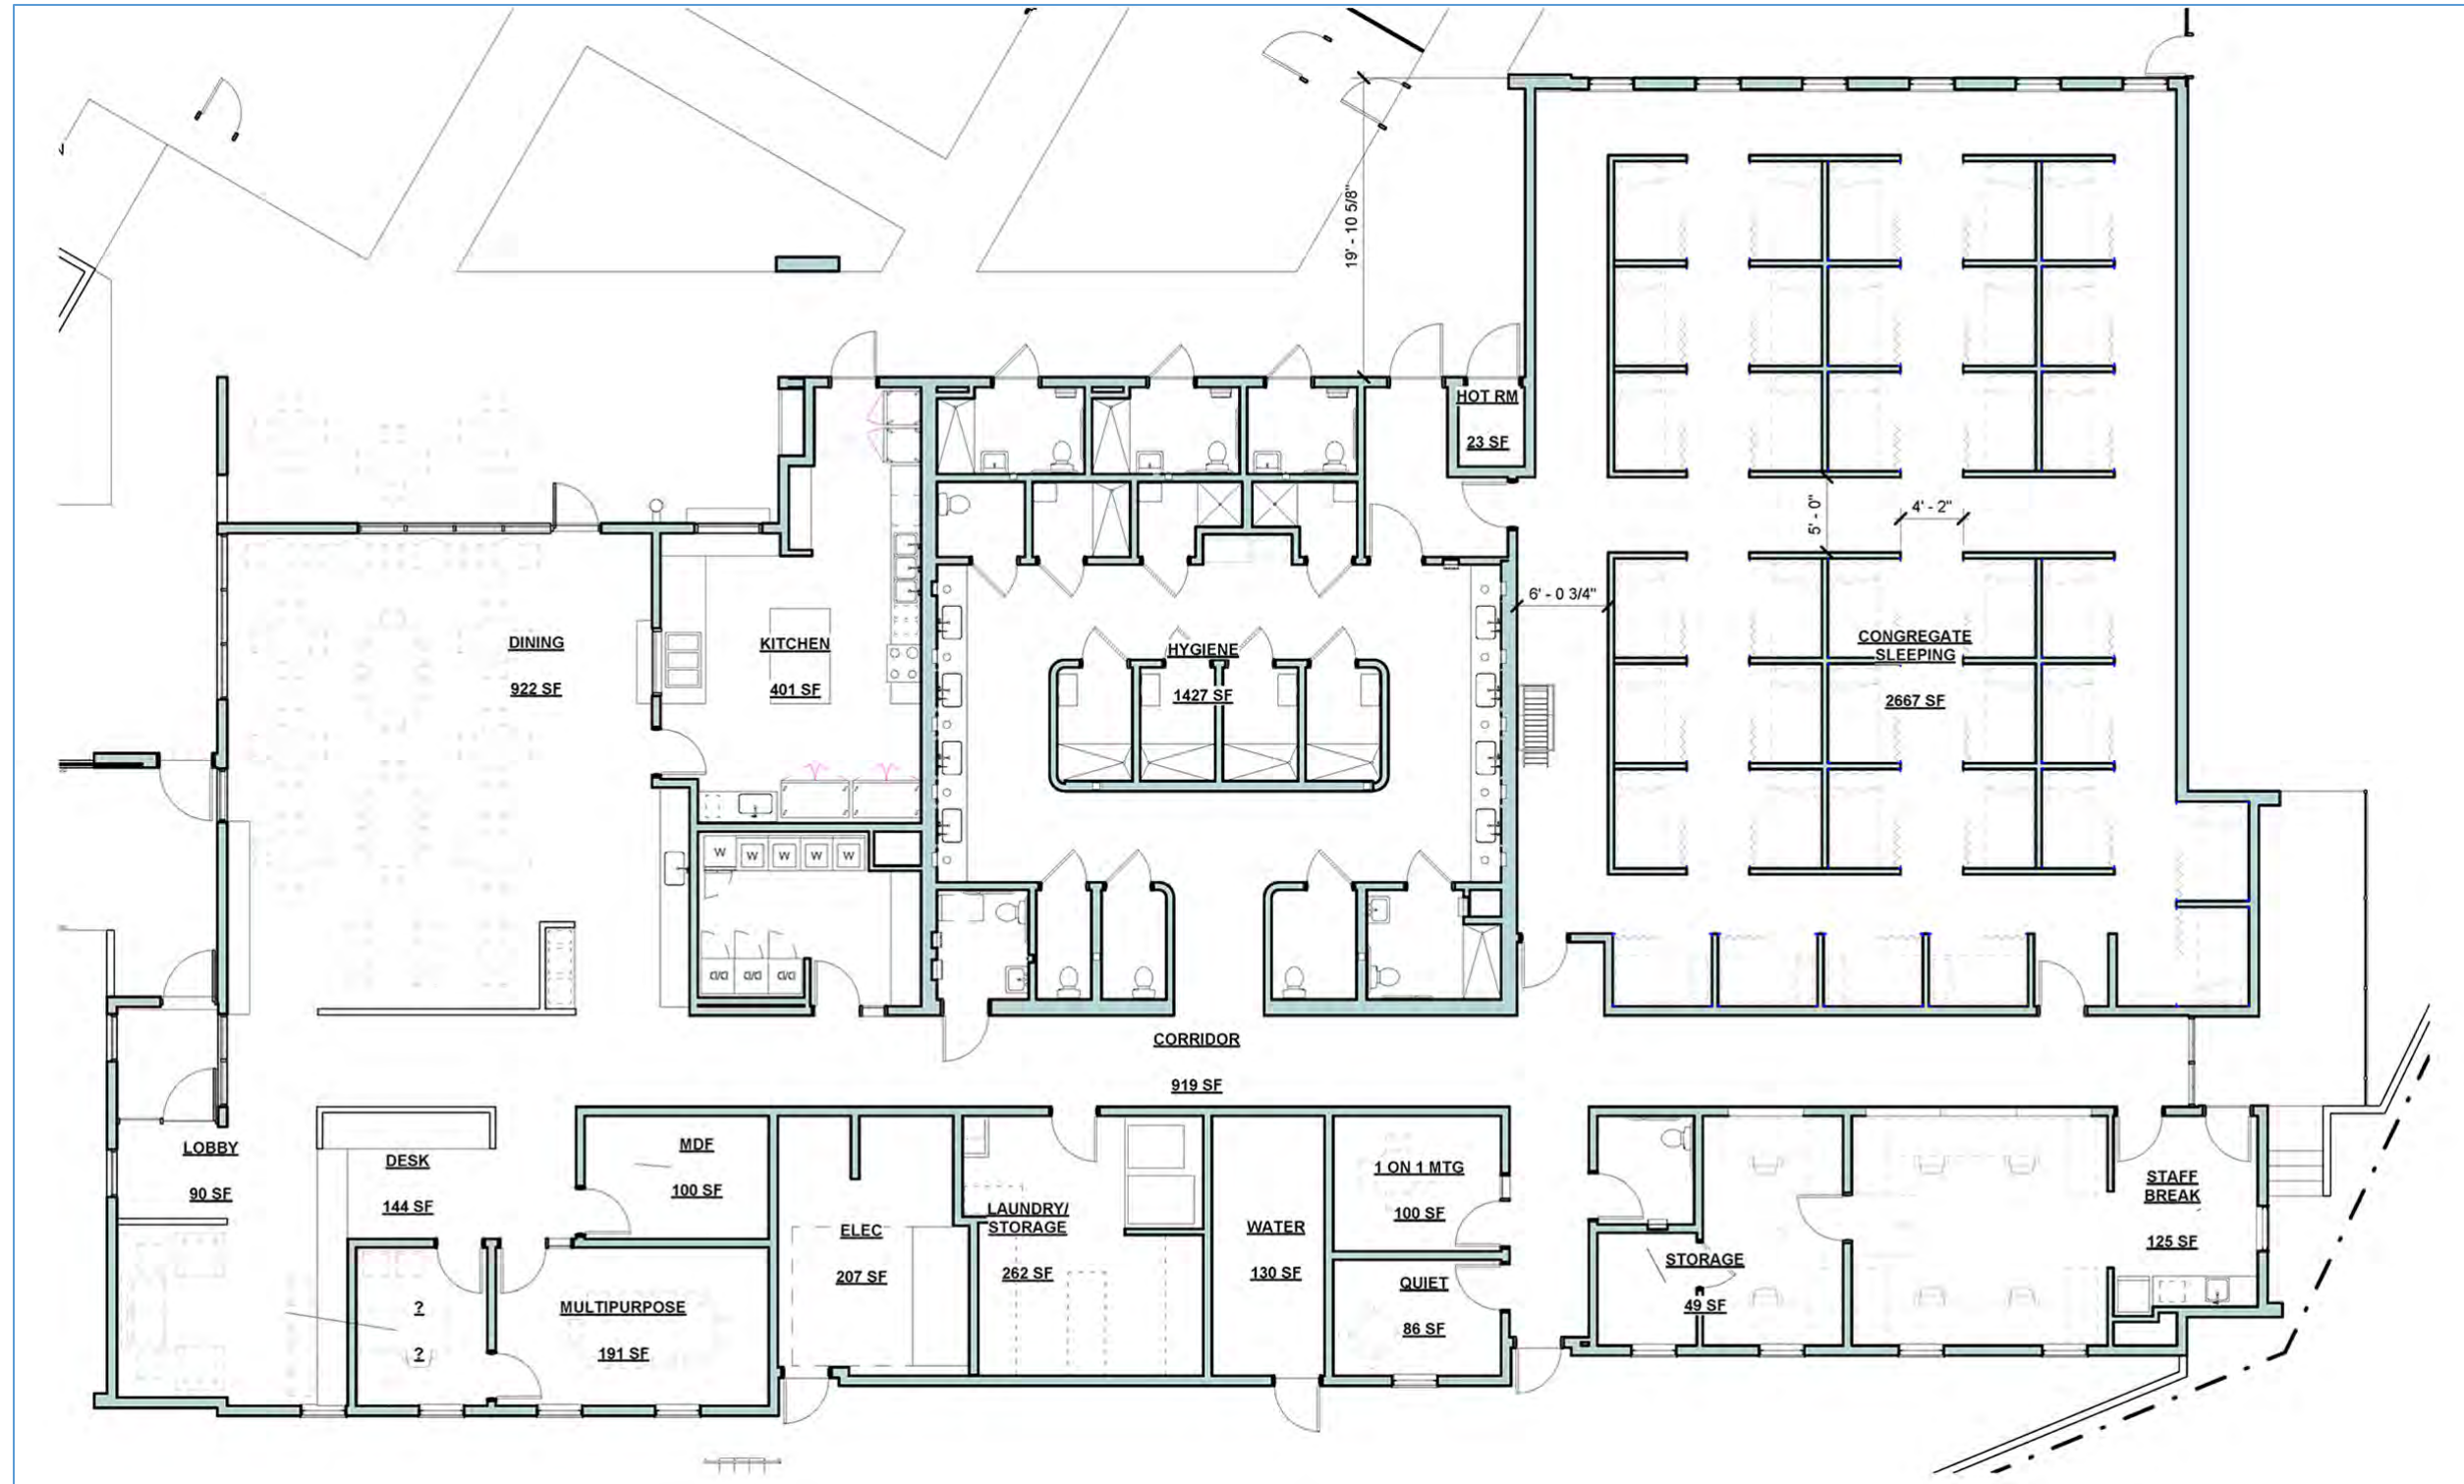 19' - 10 5/8"
HOT RM
23 SF
5' - 0"
4' - 2"
6' - 0 3/4"
DINING
922 SF
KITCHEN
401 SF
HYGIENE
1427 SF
CONGREGATE
SLEEPING
2667 SF
W
W
W
W
W
CORRIDOR
919 SF
LOBBY
90 SF
DESK
144 SF
MDF
100 SF
ELEC
207 SF
LAUNDRY/
STORAGE
262 SF
WATER
130 SF
1 ON 1 MTG
100 SF
QUIET
86 SF
STORAGE
49 SF
STAFF
BREAK
125 SF
?
?
MULTIPURPOSE
191 SF